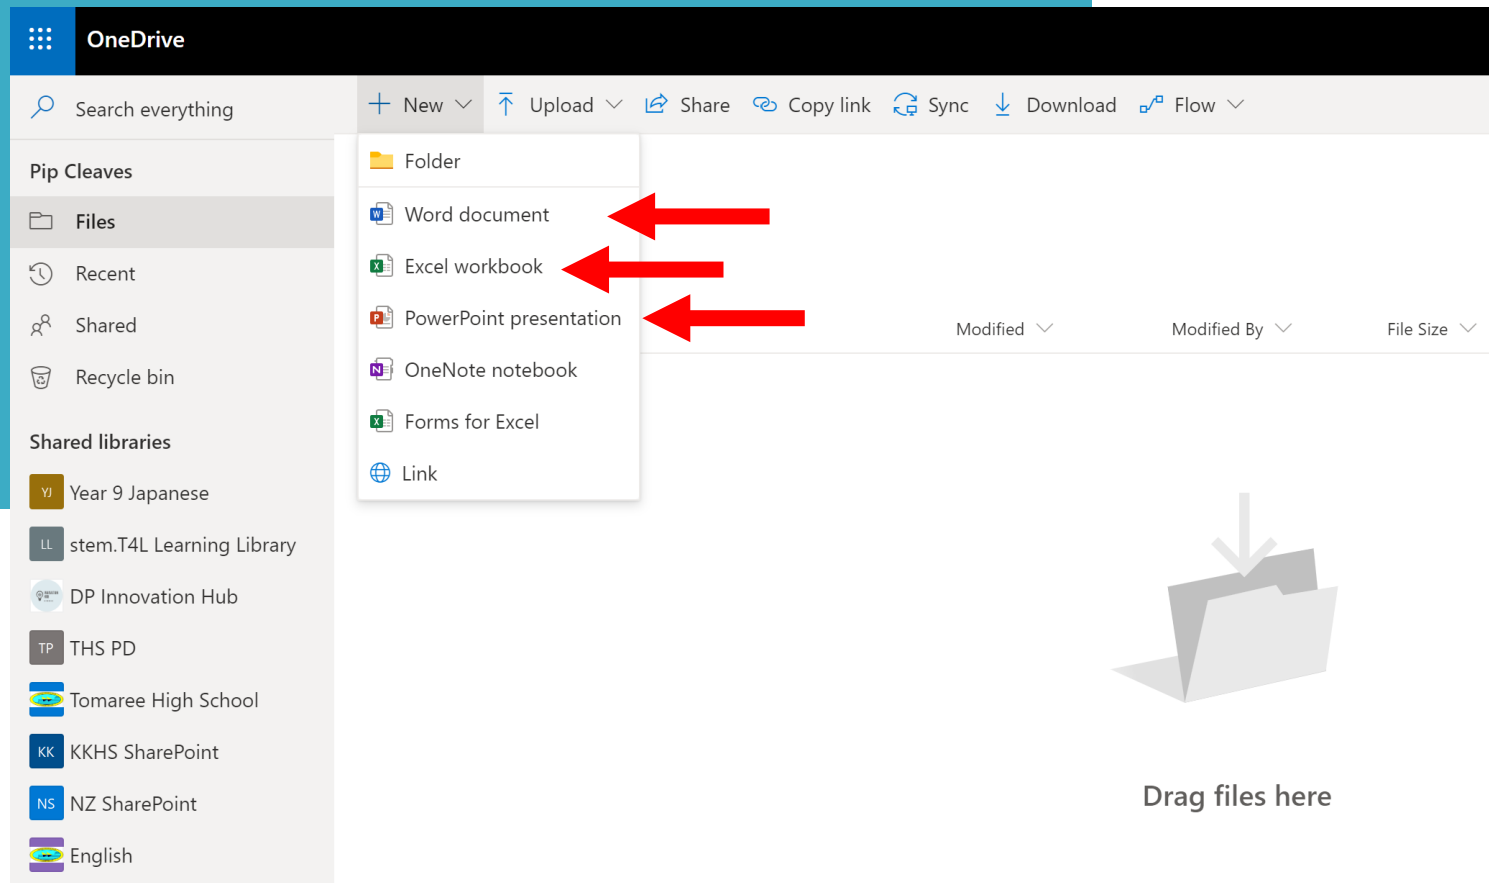 OneDrive
Search everything
New
Upload
Share
Copy link
Sync
Download
Flow
Pip Cleaves
Files
Recent
Shared
Recycle bin
Shared libraries
YJ Year 9 Japanese
LL stem.T4L Learning Library
DP Innovation Hub
TP THS PD
Tomaree High School
KK KKHS SharePoint
NS NZ SharePoint
English
Folder
Word document
Excel workbook
PowerPoint presentation
OneNote notebook
Forms for Excel
Link
Modified
Modified By
File Size
Drag files here